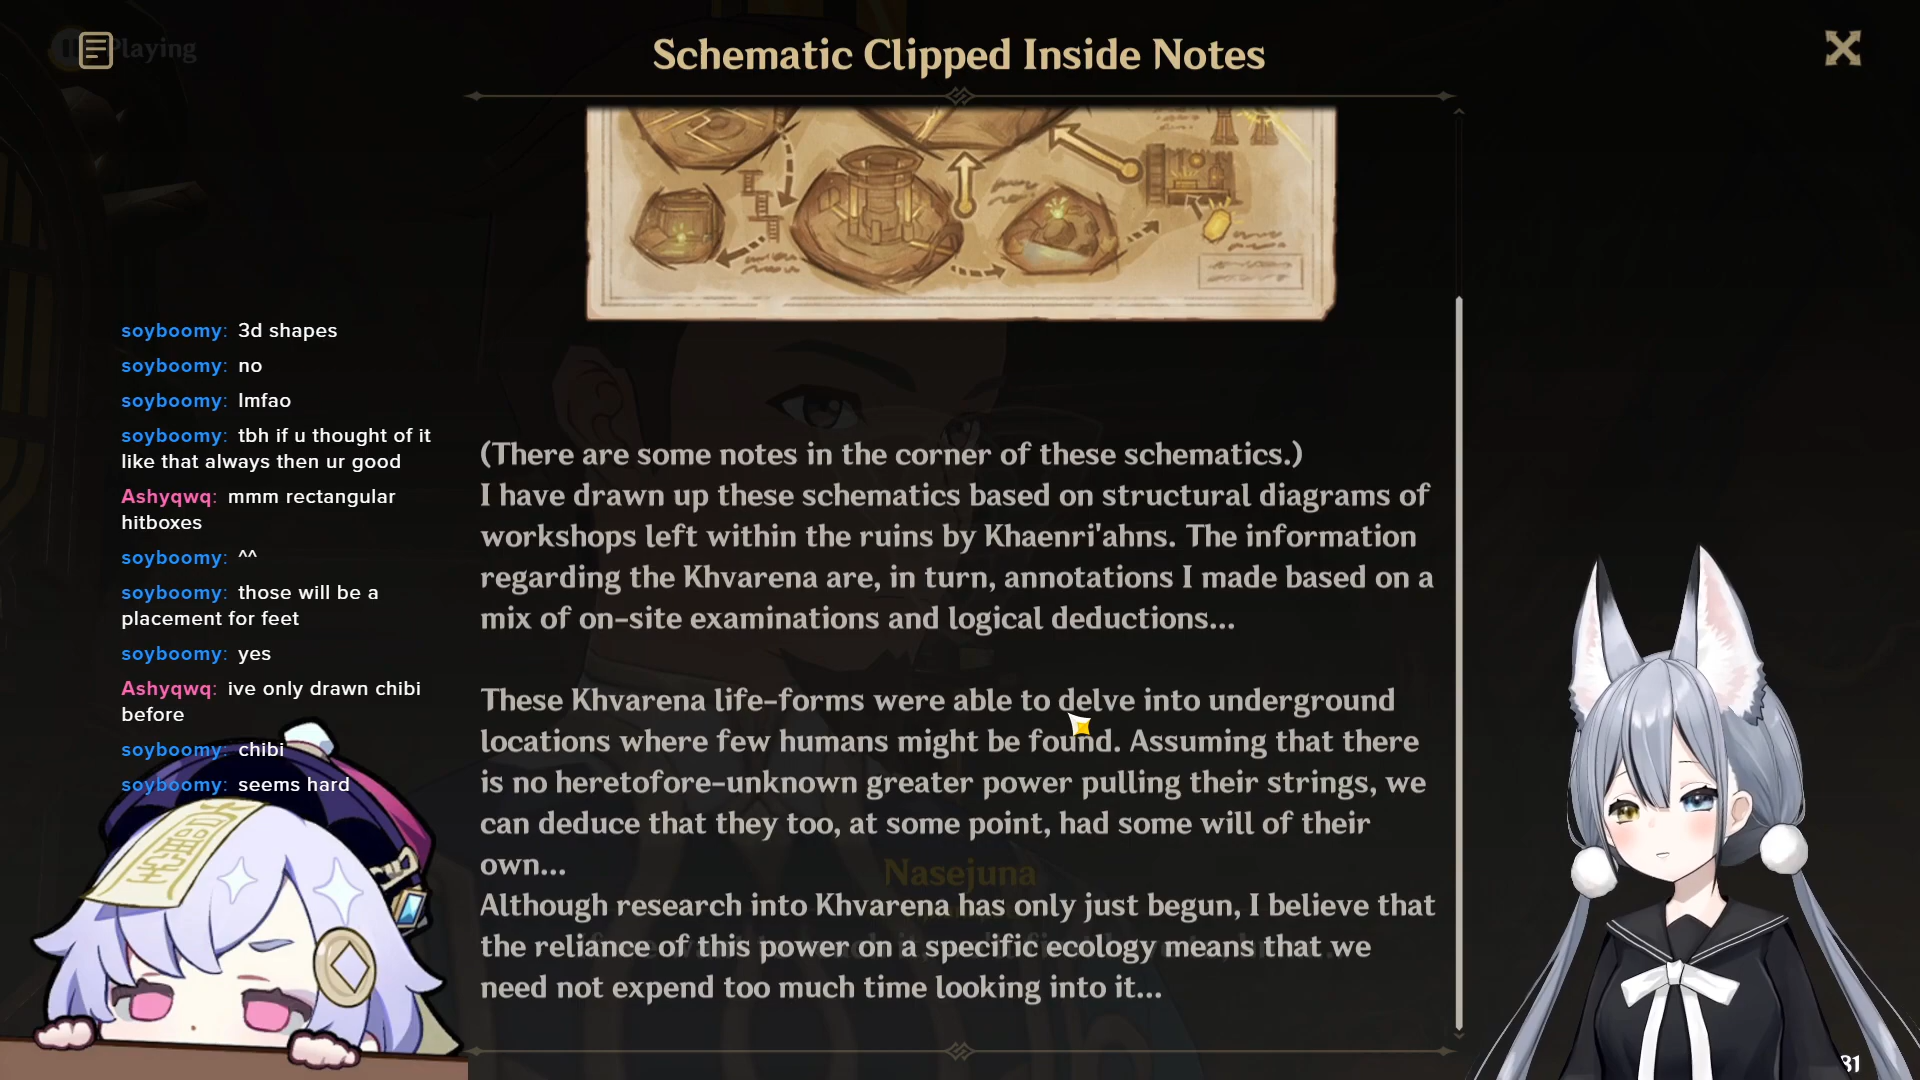 Playing
Schematic Clipped Inside Notes
soyboomy: 3d shapes
soyboomy: no
soyboomy: lmfao
soyboomy: tbh if u thought of it
like that always then ur good
Ashyqwq: mmm rectangular
hitboxes
soyboomy: ^^
soyboomy: those will be a
placement for feet
soyboomy: yes
Ashyqwq: ive only drawn chibi
before
soyboomy: chibi
soyboomy: seems hard
(There are some notes in the corner of these schematics.)
I have drawn up these schematics based on structural diagrams of
workshops left within the ruins by Khaenri'ahns. The information
regarding the Khvarena are, in turn, annotations I made based on a
mix of on-site examinations and logical deductions...
These Khvarena life-forms were able to delve into underground
locations where few humans might be found. Assuming that there
is no heretofore-unknown greater power pulling their strings, we
can deduce that they too, at some point, had some will of their
own...
Nasejuna
Although research into Khvarena has only just begun, I believe that
the reliance of this power on a specific ecology means that we
need not expend too much time looking into it...